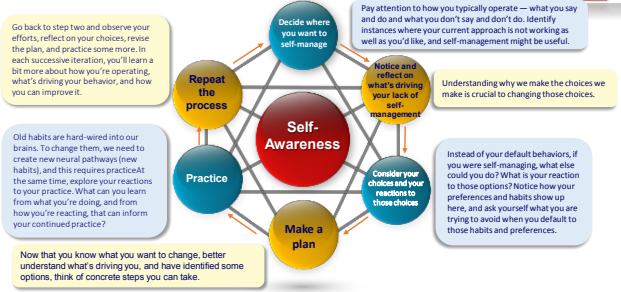 Decide where
you want to
self-manage
Pay attention to how you typically operate — what you say
and do and what you don't say and don't do. Identify
instances where your current approach is not working as
well as you'd like, and self-management might be useful.
Notice and
reflect on
what's driving
your lack of
self-
management
Understanding why we make the choices we
make is crucial to changing those choices.
Consider your
choices and your
reactions to
those choices
Instead of your default behaviors, if
you were self-managing, what else
could you do? What is your reaction
to those options? Notice how your
preferences and habits show up
here, and ask yourself what you are
trying to avoid when you default to
those habits and preferences.
Make a
plan
Now that you know what you want to change, better
understand what's driving you, and have identified some
options, think of concrete steps you can take.
Practice
Old habits are hard-wired into our
brains. To change them, we need to
create new neural pathways (new
habits), and this requires practiceAt
the same time, explore your reactions
to your practice. What can you learn
from what you're doing, and from
how you're reacting, that can inform
your continued practice?
Repeat
the
process
Go back to step two and observe your
efforts, reflect on your choices, revise
the plan, and practice some more. In
each successive iteration, you'll learn a
bit more about how you're operating,
what's driving your behavior, and how
you can improve it.
Self-
Awareness